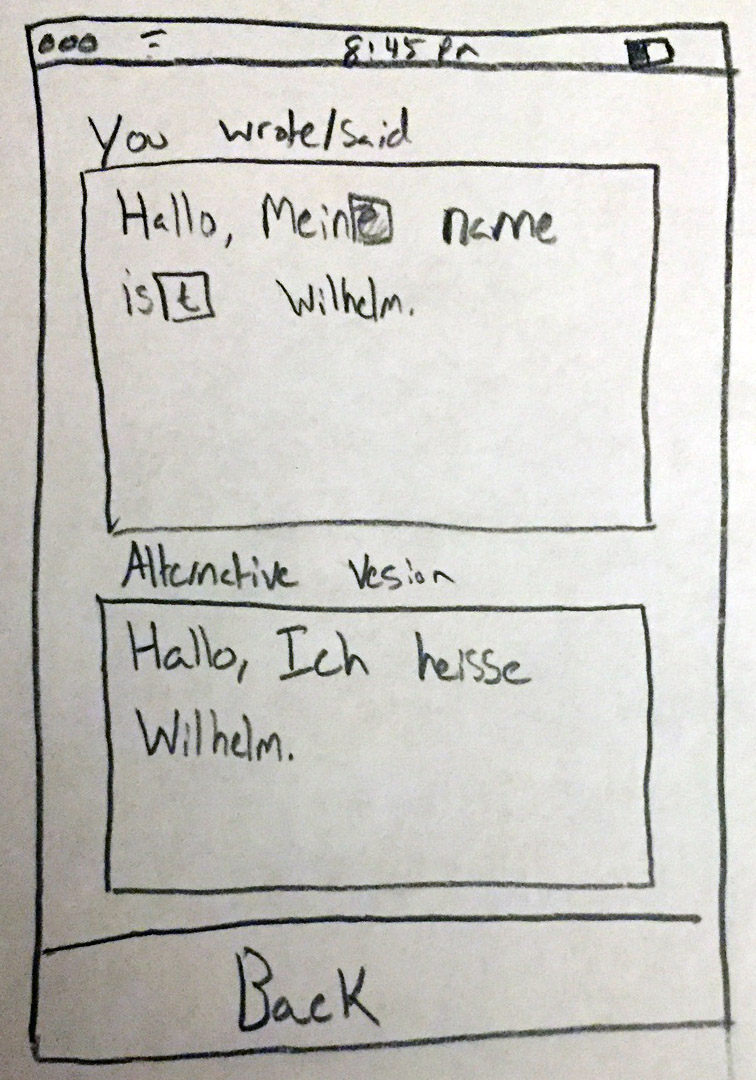 8:45 pm
You wrote/said
Hallo, Meine name
ist Wilhelm.
Alternative Vesion
Hallo, Ich heisse
Wilhelm.
Back